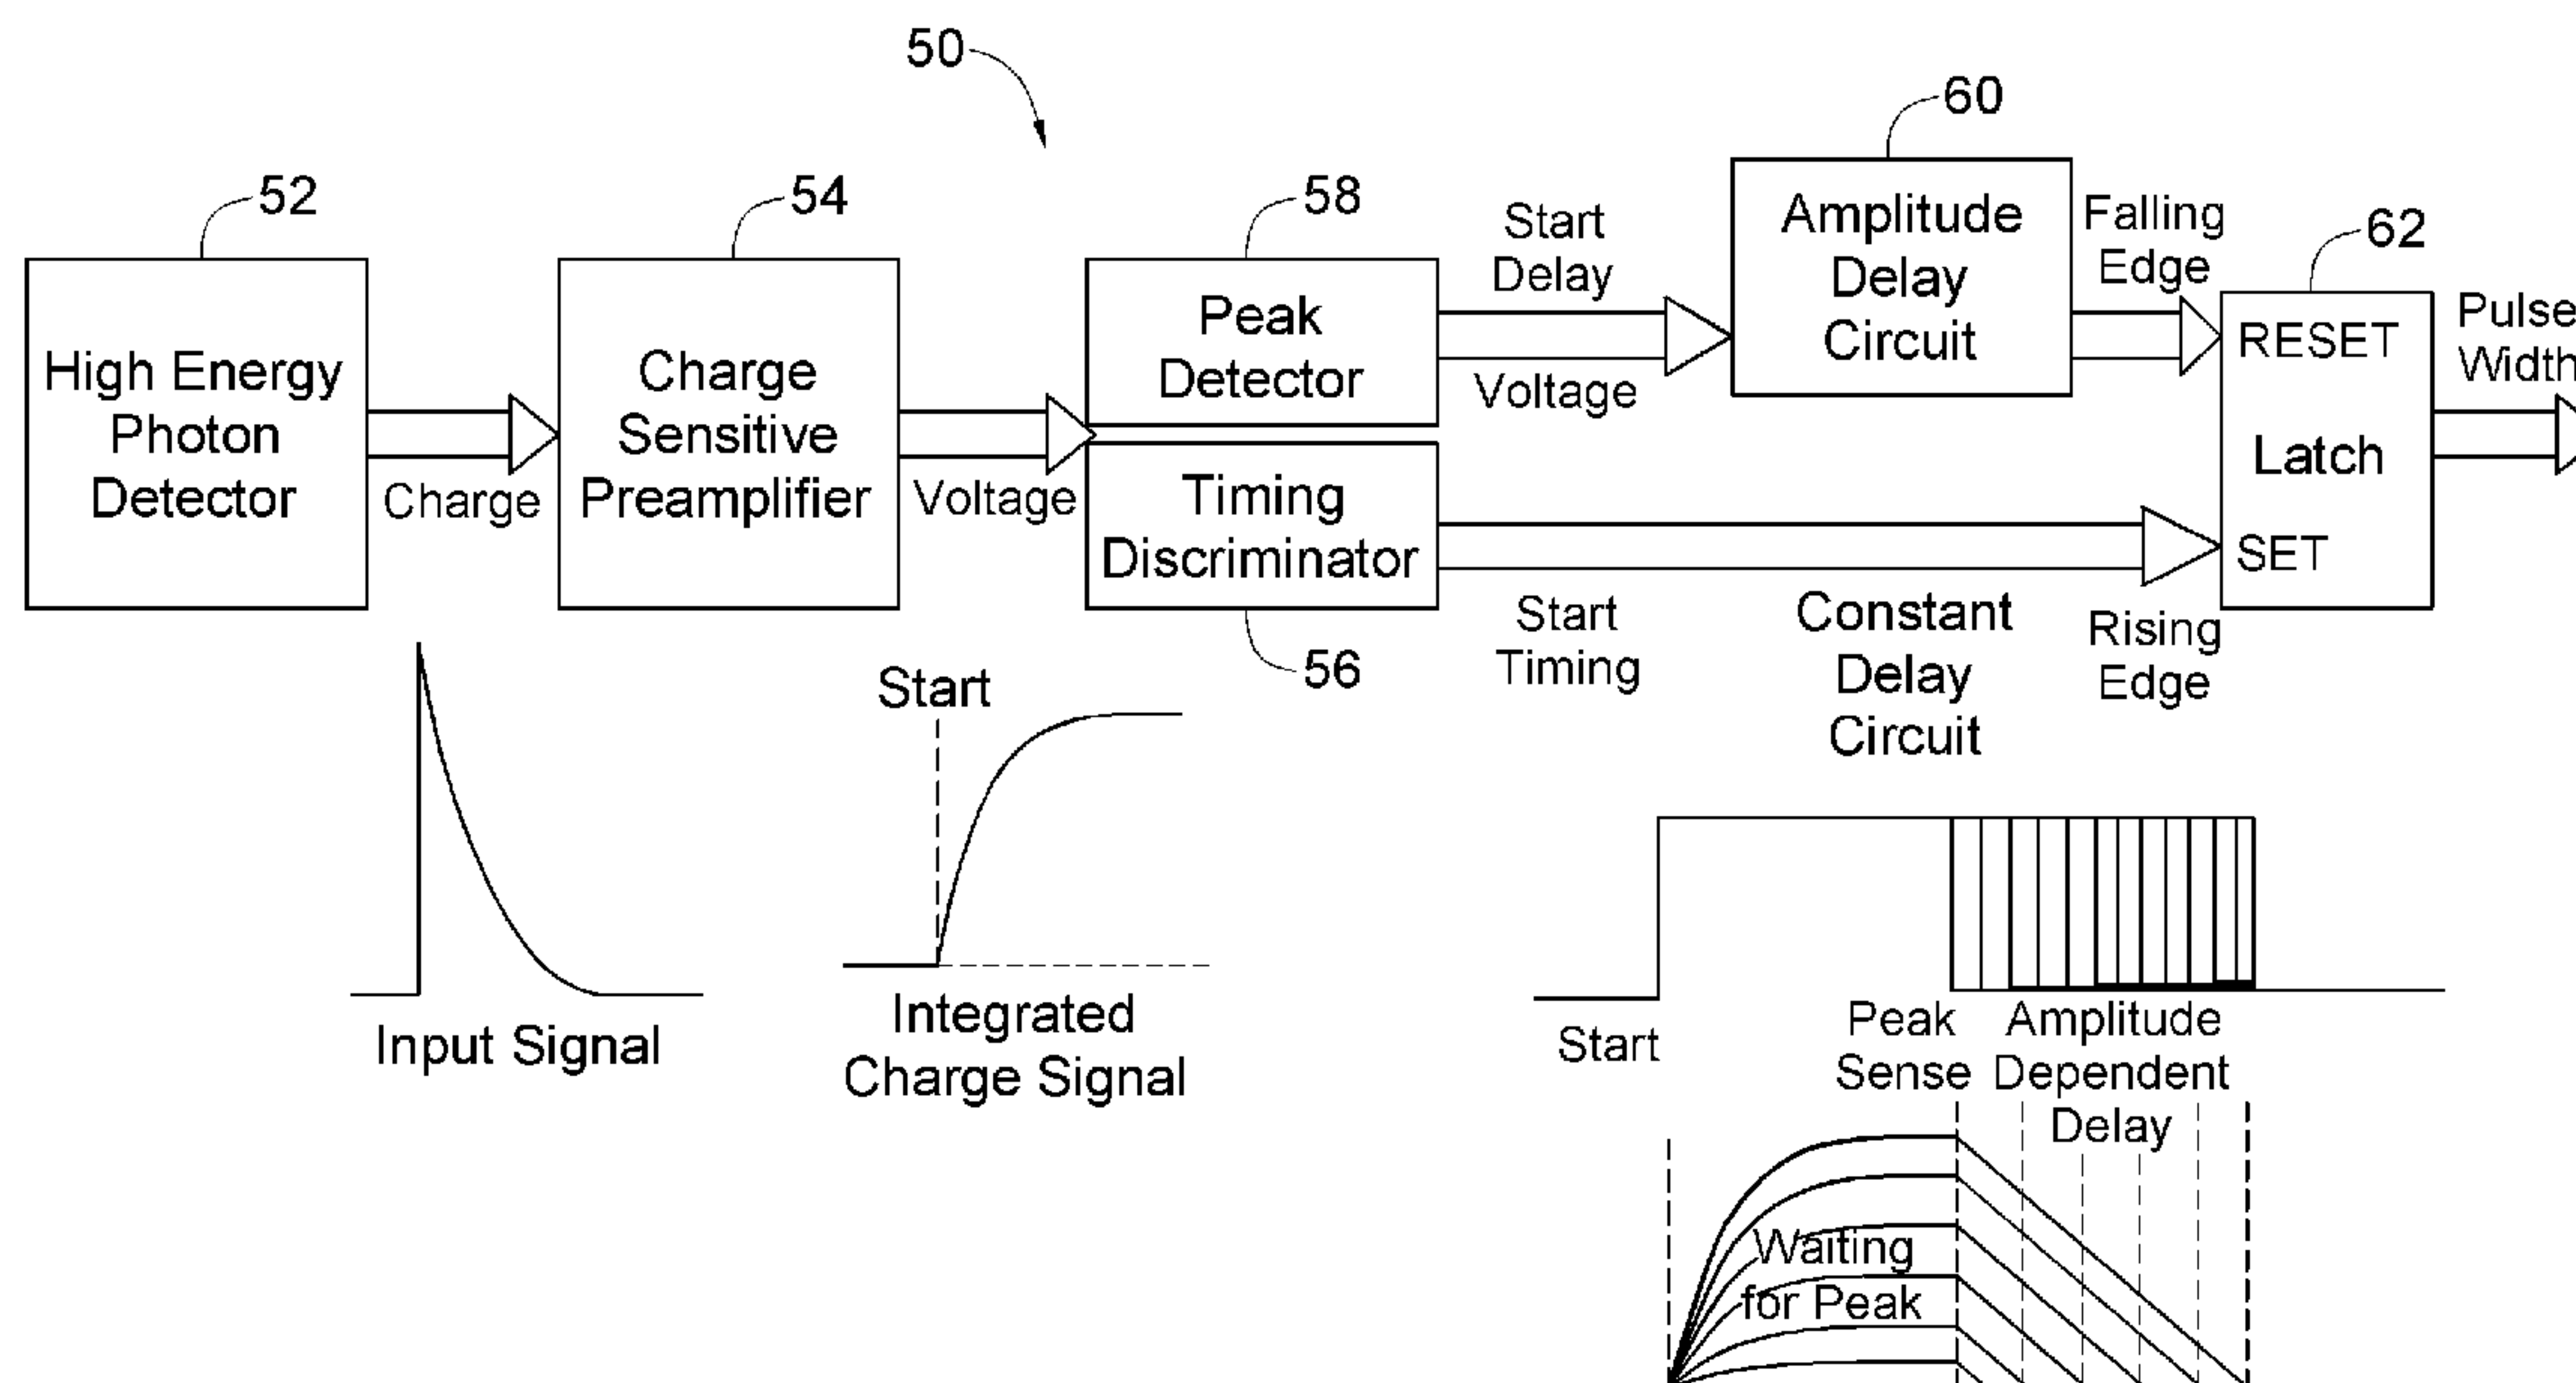 50
60
52
54
58
62
High Energy
Photon
Detector
Charge
Charge
Sensitive
Preamplifier
Voltage
Peak
Detector
Timing
Discriminator
56
Start
Delay
Voltage
Amplitude
Delay
Circuit
Falling
Edge
RESET
Latch
SET
Pulse
Width
Start
Timing
Constant
Delay
Circuit
Rising
Edge
Input Signal
Start
Integrated
Charge Signal
Start
Peak
Sense
Amplitude
Dependent
Delay
Waiting
for Peak